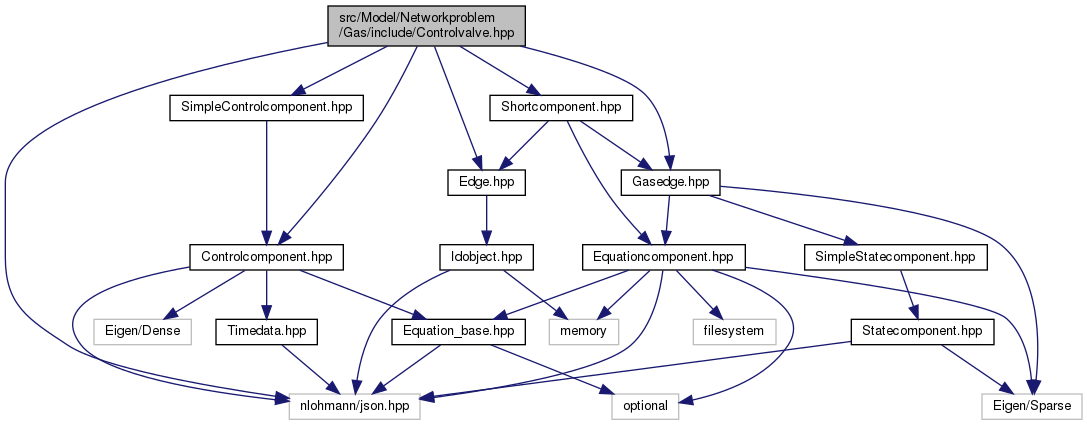 src/Model/Networkproblem
/Gas/include/Controlvalve.hpp
SimpleControlcomponent.hpp
Shortcomponent.hpp
Edge.hpp
Gasedge.hpp
Controlcomponent.hpp
Idobject.hpp
Equationcomponent.hpp
SimpleStatecomponent.hpp
Eigen/Dense
Timedata.hpp
Equation_base.hpp
memory
filesystem
Statecomponent.hpp
nlohmann/json.hpp
optional
Eigen/Sparse